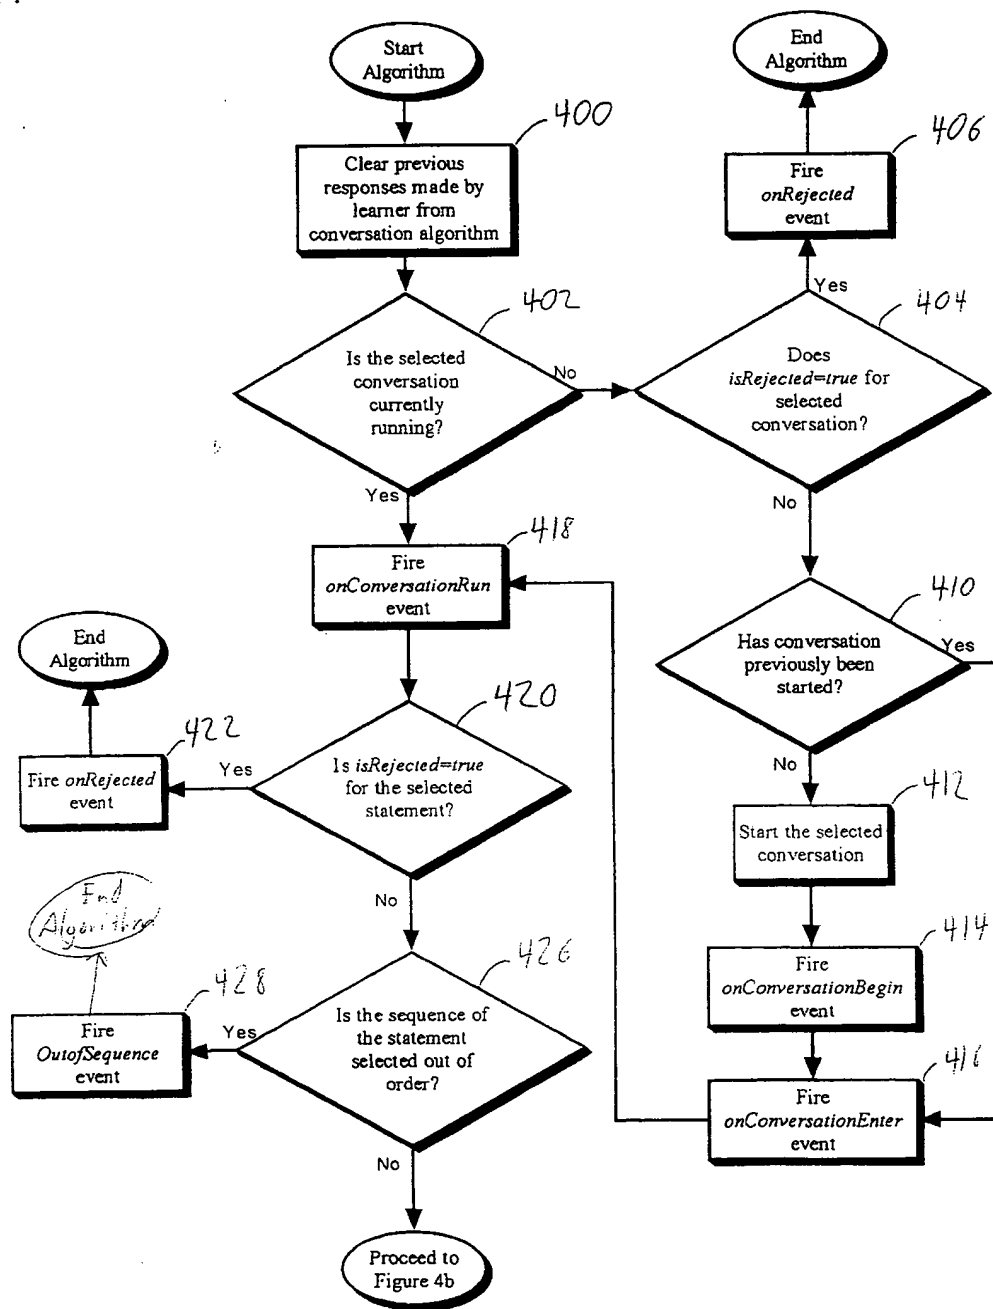 Start
Algorithm
400
Clear previous
responses made by
learner from
conversation algorithm
402
Is the selected
conversation
currently
running?
No
Yes
End
Algorithm
406
Fire
onRejected
event
Yes
404
Does
isRejected=true for
selected
conversation?
No
418
Fire
onConversationRun
event
410
Has conversation
previously been
started?
Yes
No
End
Algorithm
422
Fire onRejected
event
Yes
420
Is isRejected=true
for the selected
statement?
No
412
Start the selected
conversation
414
Fire
onConversationBegin
event
416
Fire
onConversationEnter
event
End
Algorithm
428
Fire
OutofSequence
event
Yes
426
Is the sequence of
the statement
selected out of
order?
No
Proceed to
Figure 4b